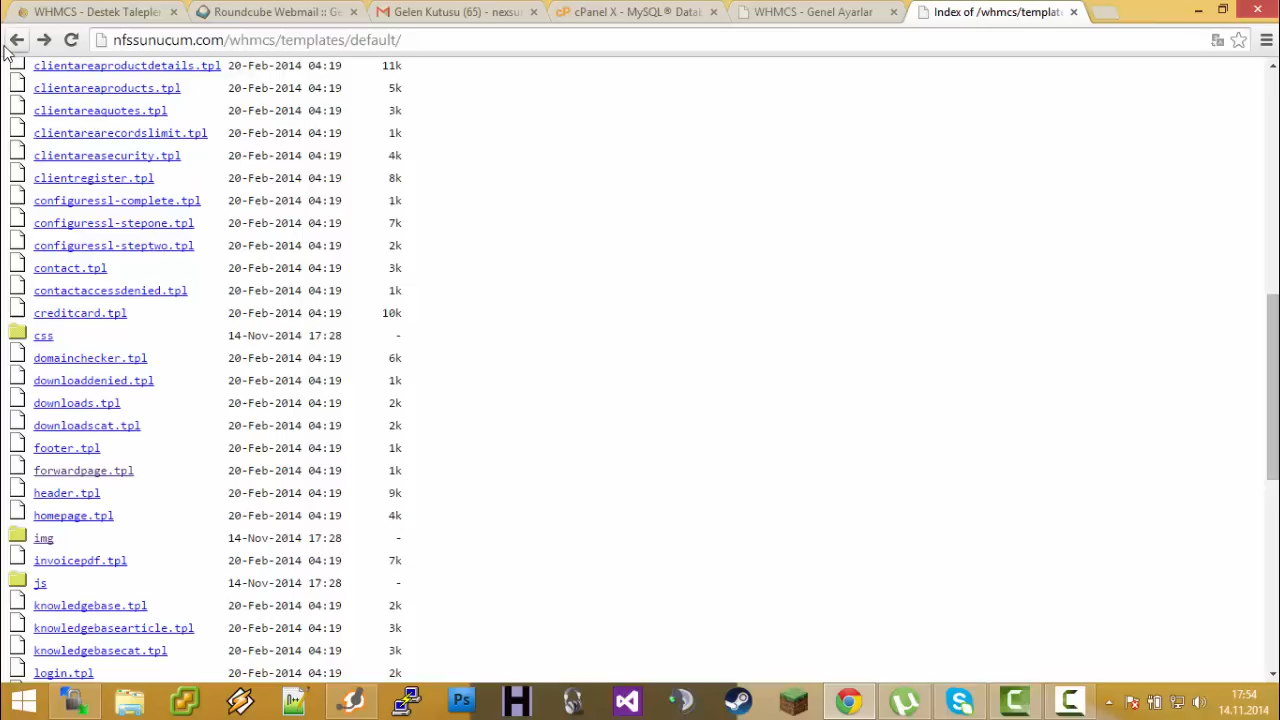 WHMCS - Destek Talepler
Roundcube Webmail :: Ge
Gelen Kutusu (65) - nexsun
cPanel X - MySQL® Datab
WHMCS - Genel Ayarlar
Index of /whmcs/templat
nfssunucum.com/whmcs/templates/default/
clientareaproductdetails.tpl 20-Feb-2014 04:19 11k
clientareaproducts.tpl 20-Feb-2014 04:19 5k
clientareaquotes.tpl 20-Feb-2014 04:19 3k
clientarearecordslimit.tpl 20-Feb-2014 04:19 1k
clientareasecurity.tpl 20-Feb-2014 04:19 4k
clientregister.tpl 20-Feb-2014 04:19 8k
configuressl-complete.tpl 20-Feb-2014 04:19 1k
configuressl-stepone.tpl 20-Feb-2014 04:19 7k
configuressl-steptwo.tpl 20-Feb-2014 04:19 2k
contact.tpl 20-Feb-2014 04:19 3k
contactaccessdenied.tpl 20-Feb-2014 04:19 1k
creditcard.tpl 20-Feb-2014 04:19 10k
css 14-Nov-2014 17:28 -
domainchecker.tpl 20-Feb-2014 04:19 6k
downloaddenied.tpl 20-Feb-2014 04:19 1k
downloads.tpl 20-Feb-2014 04:19 2k
downloadscat.tpl 20-Feb-2014 04:19 2k
footer.tpl 20-Feb-2014 04:19 1k
forwardpage.tpl 20-Feb-2014 04:19 1k
header.tpl 20-Feb-2014 04:19 9k
homepage.tpl 20-Feb-2014 04:19 4k
img 14-Nov-2014 17:28 -
invoicepdf.tpl 20-Feb-2014 04:19 7k
js 14-Nov-2014 17:28 -
knowledgebase.tpl 20-Feb-2014 04:19 2k
knowledgebasearticle.tpl 20-Feb-2014 04:19 3k
knowledgebasecat.tpl 20-Feb-2014 04:19 3k
login.tpl 20-Feb-2014 04:19 2k
17:54
14.11.2014